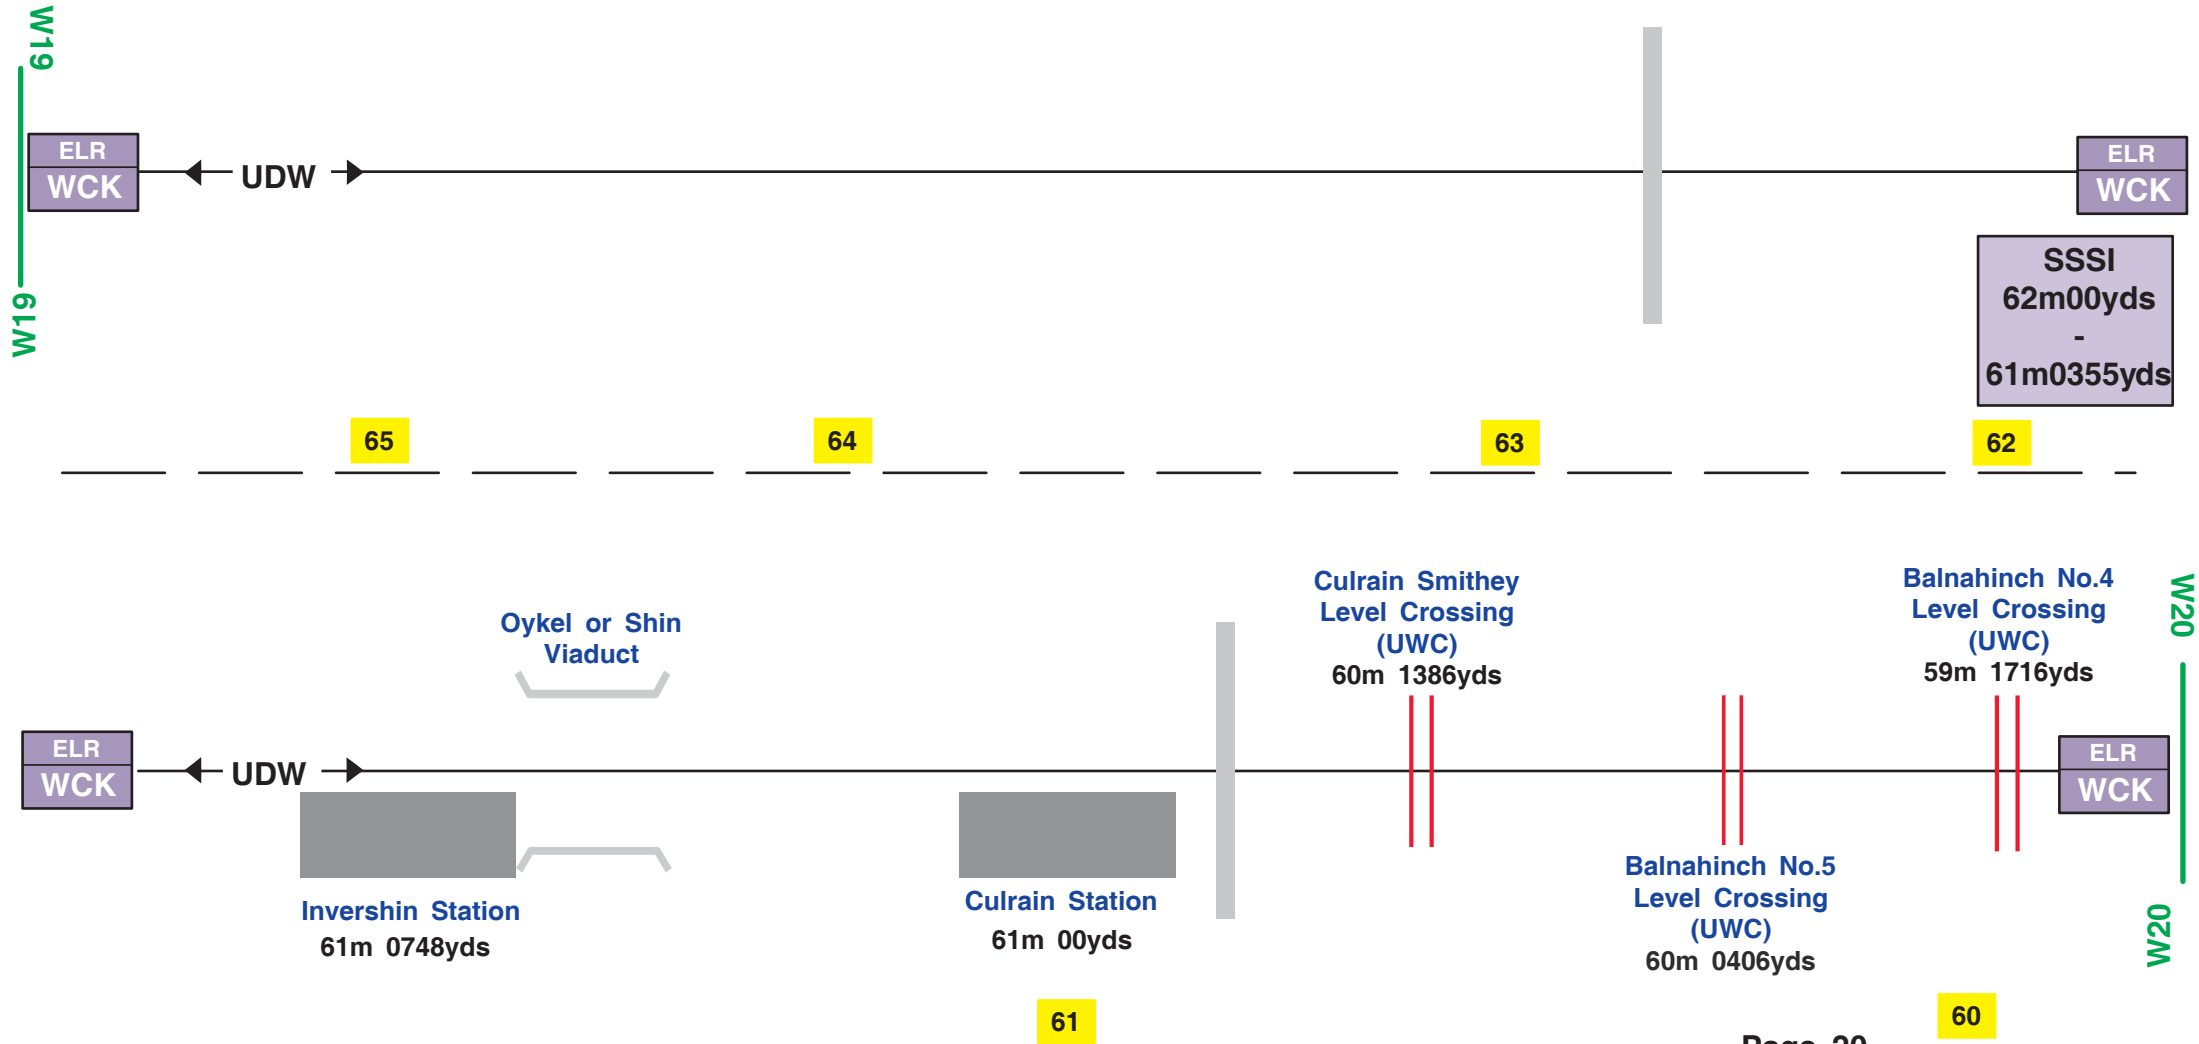 W19
ELR
WCK
UDW
ELR
WCK
W19
SSSI
62m00yds
-
61m0355yds
65
64
63
62
Culrain Smithey
Level Crossing
(UWC)
60m 1386yds
Balnahinch No.4
Level Crossing
(UWC)
59m 1716yds
W20
Oykel or Shin
Viaduct
ELR
WCK
UDW
ELR
WCK
Invershin Station
61m 0748yds
Culrain Station
61m 00yds
Balnahinch No.5
Level Crossing
(UWC)
60m 0406yds
W20
61
60
Page 20